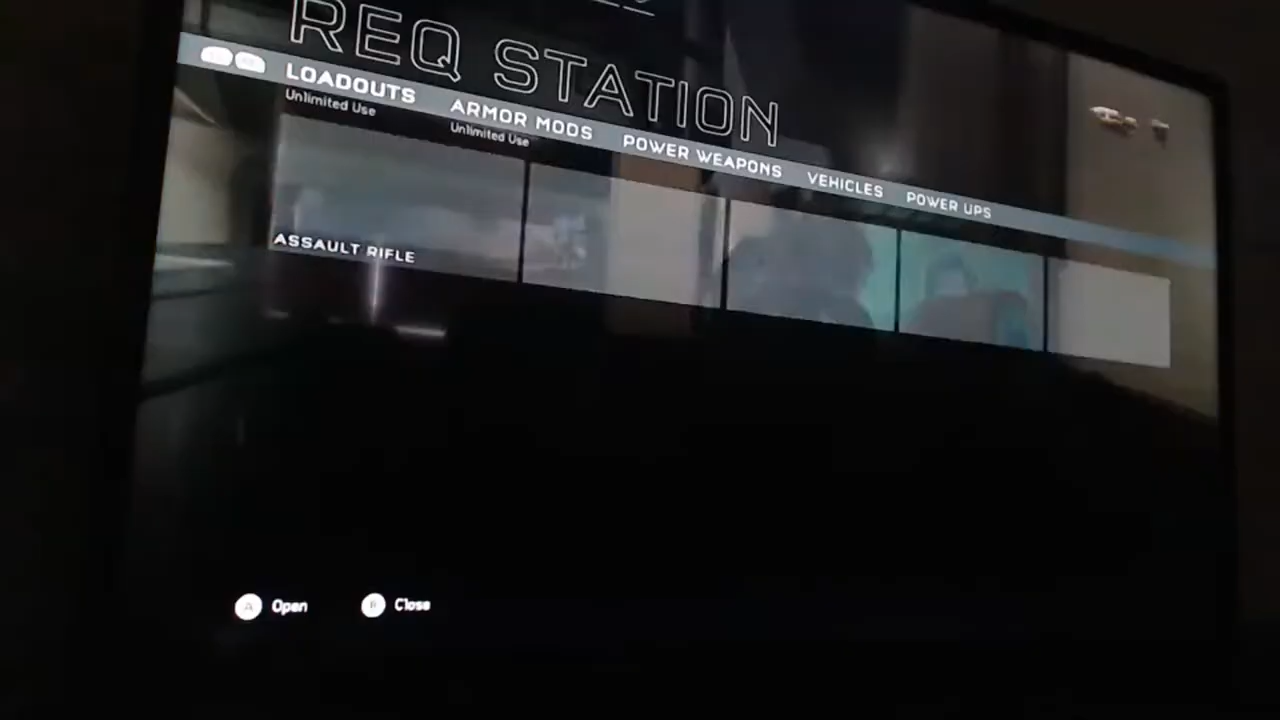 REQ STATION
LOADOUTS
Unlimited Use
ARMOR MODS
Unlimited Use
POWER WEAPONS
VEHICLES
POWER UPS
ASSAULT RIFLE
A Open
B Close